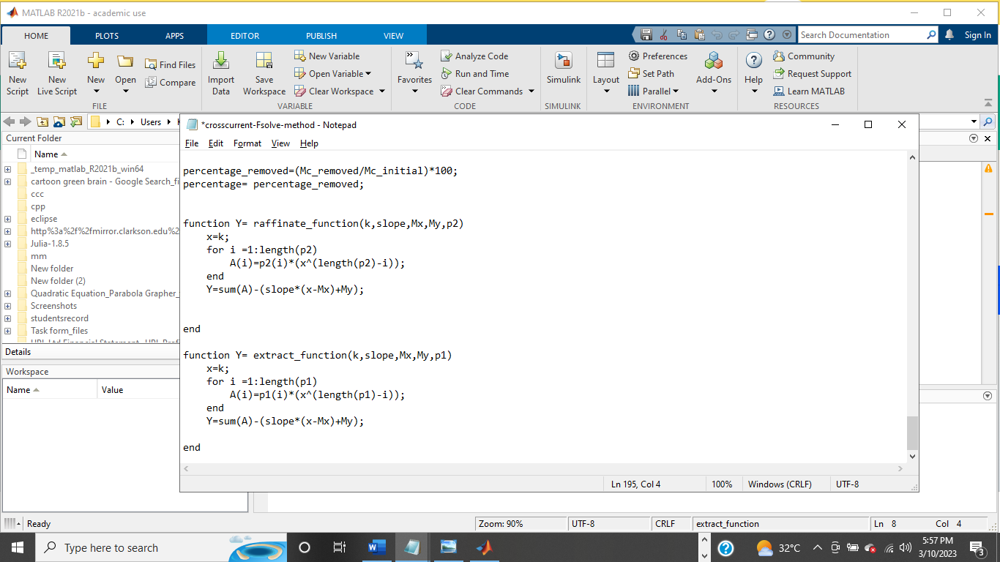 MATLAB R2021b - academic use
HOME PLOTS APPS EDITOR PUBLISH VIEW
Search Documentation
Sign In
New Script
New Live Script
New
Open
Find Files
Compare
FILE
Import Data
Save Workspace
New Variable
Open Variable
Clear Workspace
VARIABLE
Favorites
Analyze Code
Run and Time
Clear Commands
CODE
Simulink
SIMULINK
Layout
Preferences
Set Path
Parallel
Add-Ons
ENVIRONMENT
Help
Community
Request Support
Learn MATLAB
RESOURCES
C: Users
Current Folder
Name
_temp_matlab_R2021b_win64
cartoon green brain - Google Search_fi
ccc
cpp
eclipse
http%3a%2f%2fmirror.clarkson.edu%2
Julia-1.8.5
mm
New folder
New folder (2)
Quadratic Equation_Parabola Grapher_
Screenshots
studentsrecord
Task form_files
Details
Workspace
Name Value
*crosscurrent-Fsolve-method - Notepad
File Edit Format View Help
percentage_removed=(Mc_removed/Mc_initial)*100;
percentage= percentage_removed;
function Y= raffinate_function(k,slope,Mx,My,p2)
x=k;
for i =1:length(p2)
A(i)=p2(i)*(x^(length(p2)-i));
end
Y=sum(A)-(slope*(x-Mx)+My);
end
function Y= extract_function(k,slope,Mx,My,p1)
x=k;
for i =1:length(p1)
A(i)=p1(i)*(x^(length(p1)-i));
end
Y=sum(A)-(slope*(x-Mx)+My);
end
Ln 195, Col 4 100% Windows (CRLF) UTF-8
Ready
Zoom: 90% UTF-8 CRLF extract_function Ln 8 Col 4
Type here to search
32°C
5:57 PM
3/10/2023
3